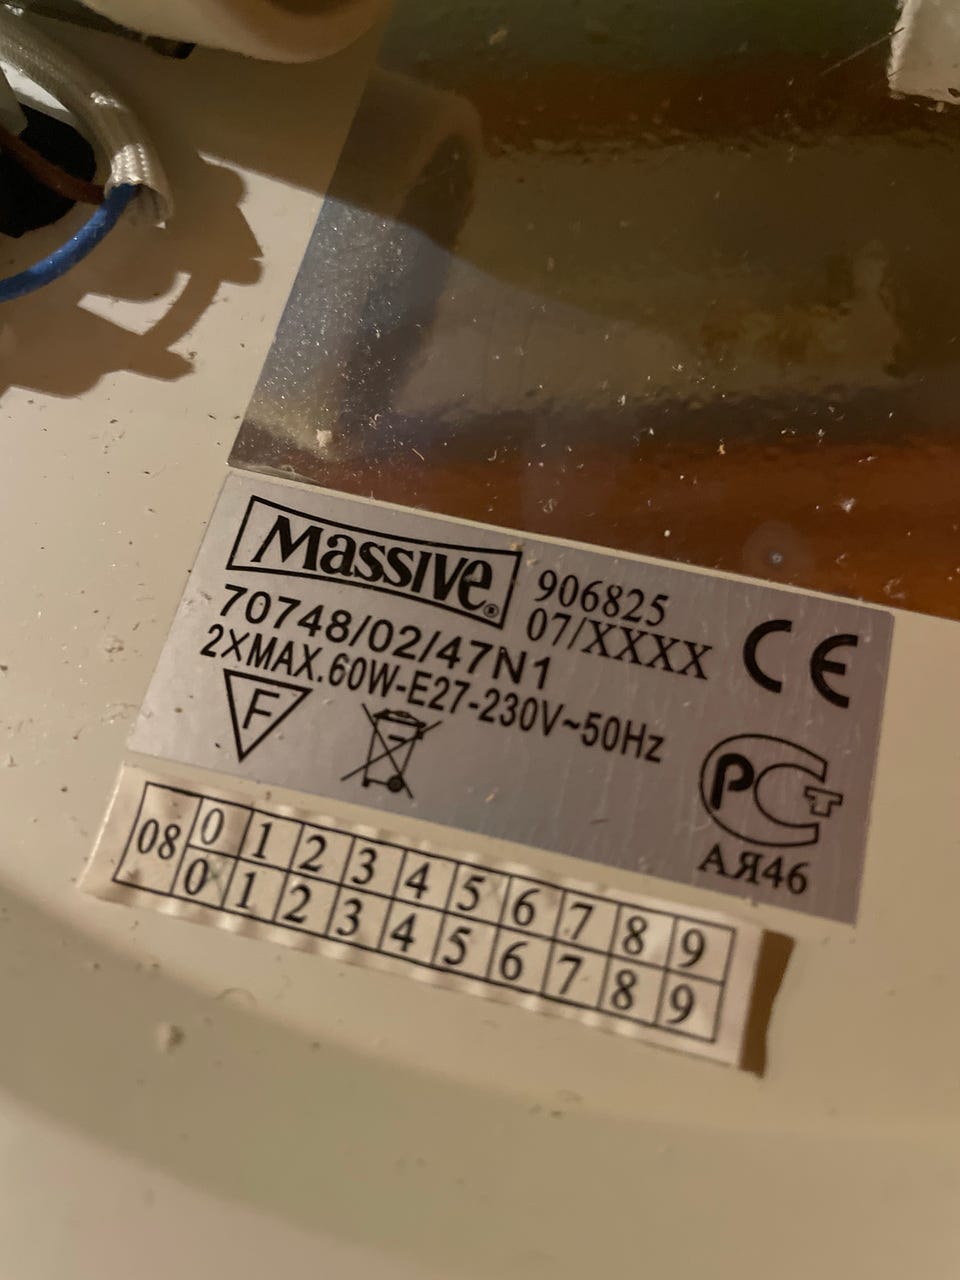 Massive®
906825
07/XXXX
CE
70748/02/47N1
2XMAX.60W-E27-230V~50Hz
F
РСТ
АЯ46
08 0 1 2 3 4 5 6 7 8 9
0 1 2 3 4 5 6 7 8 9